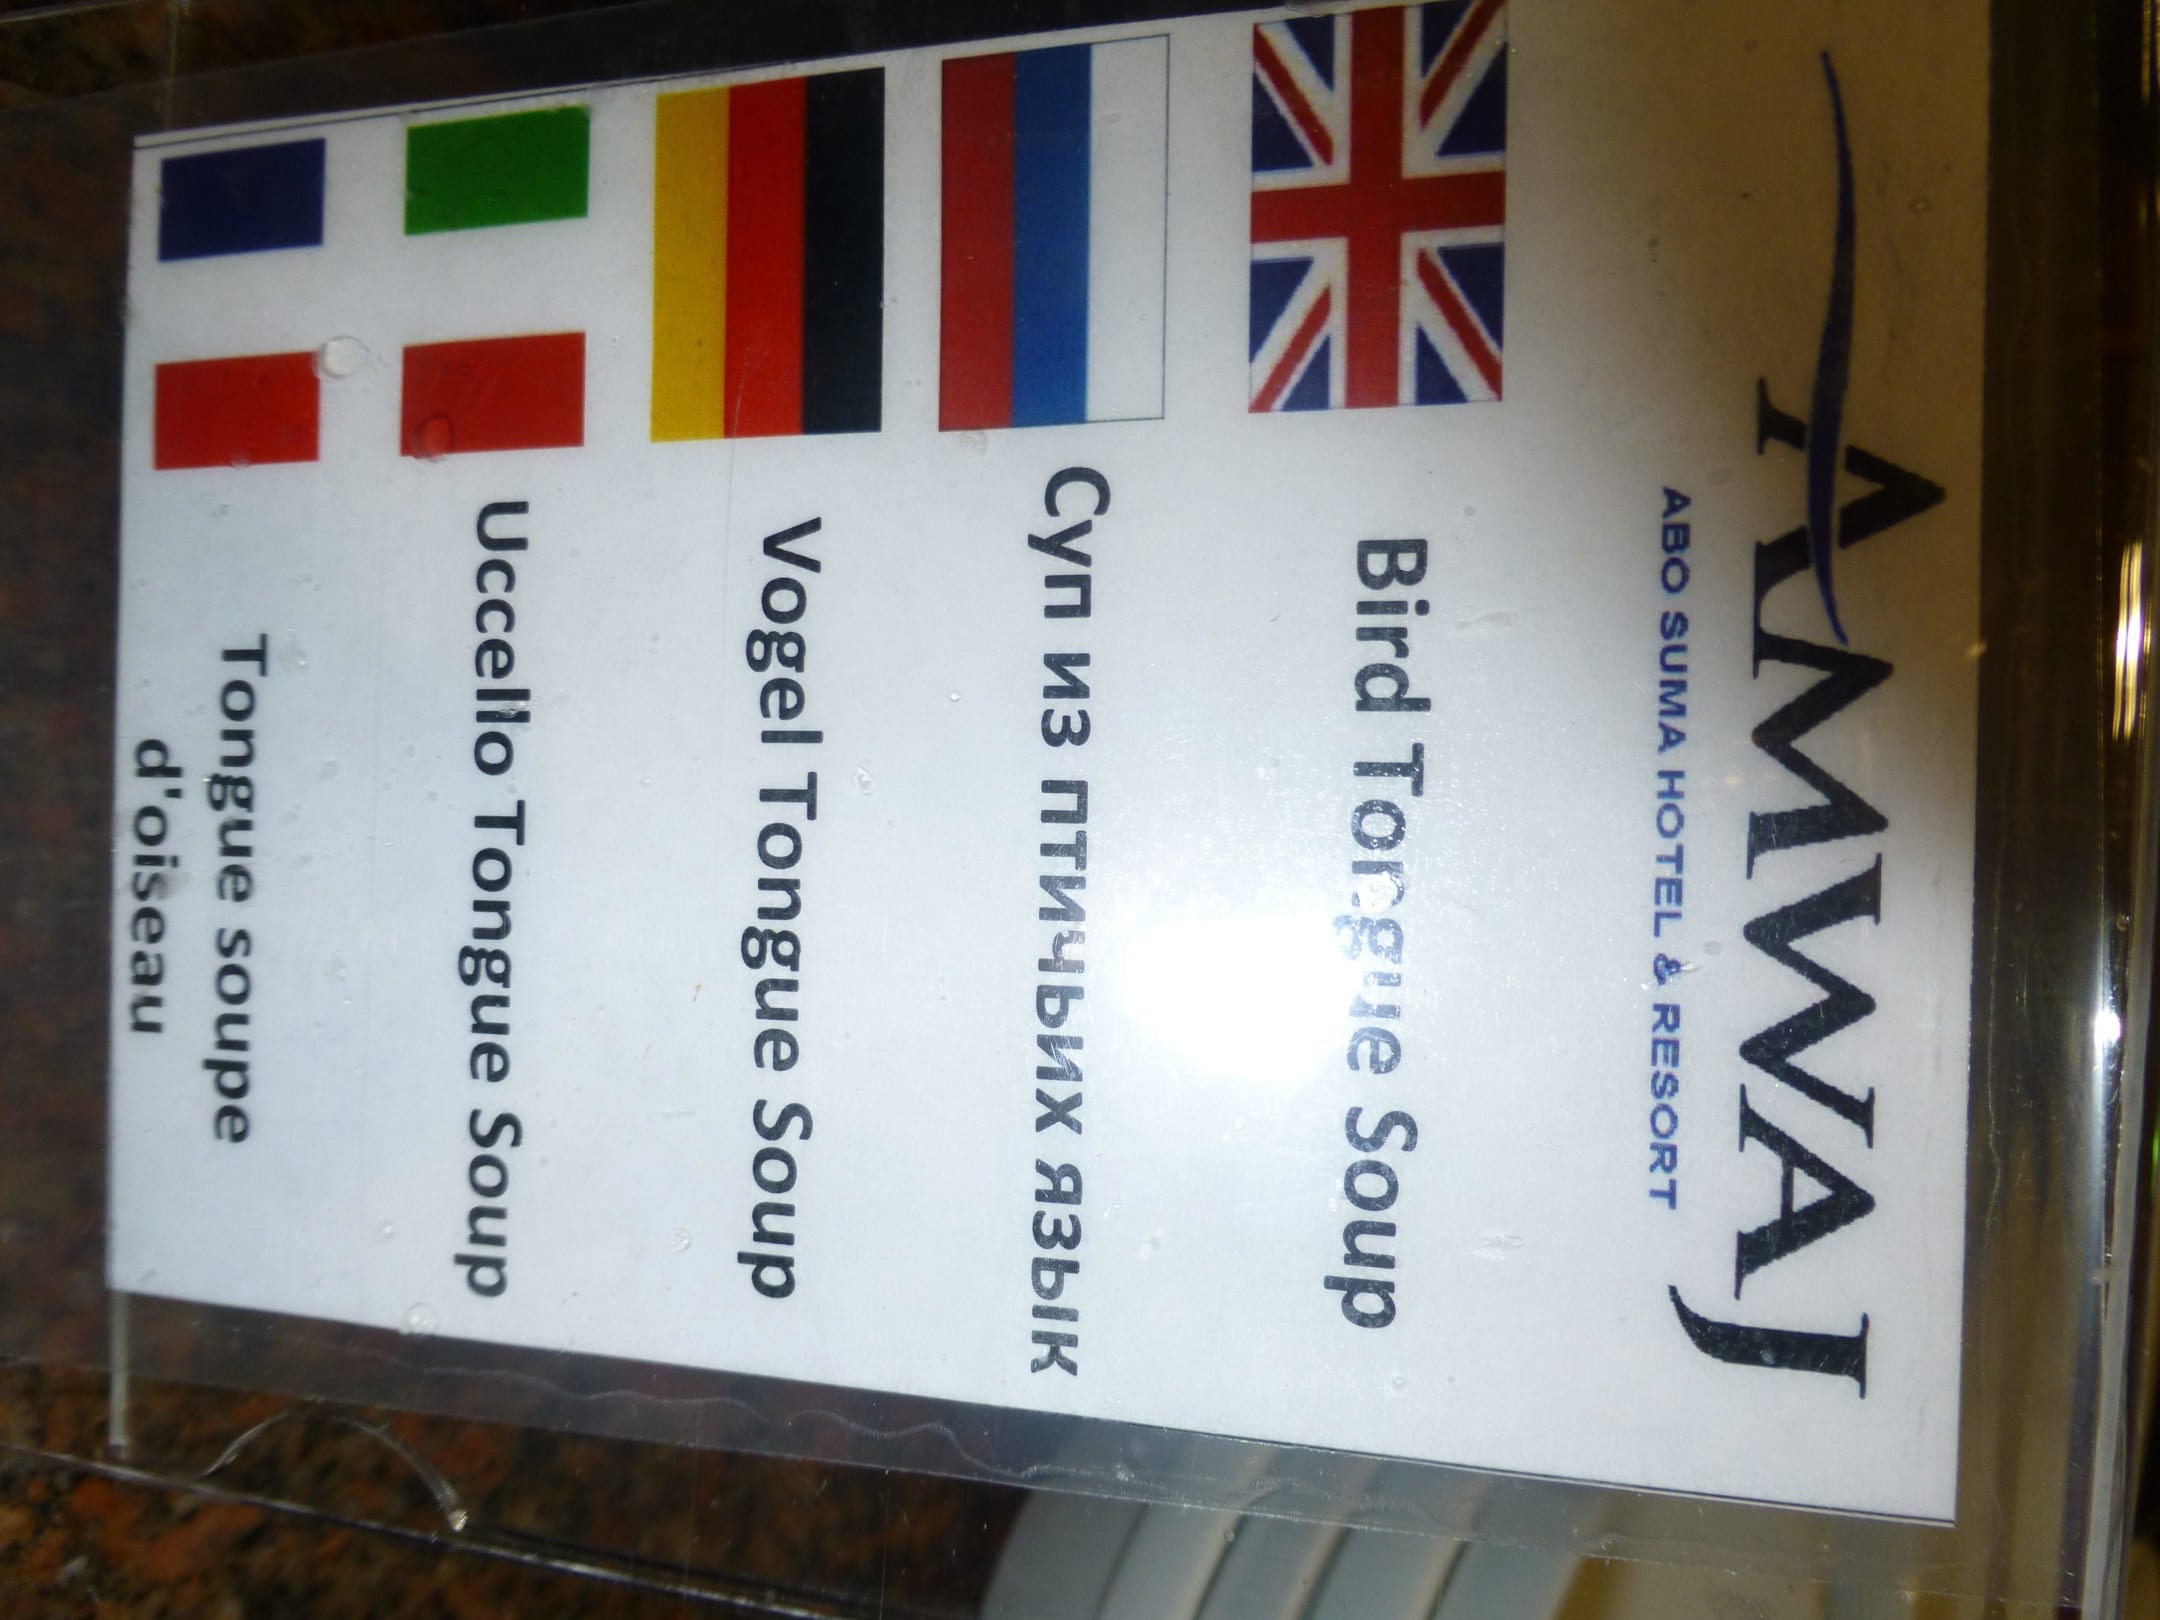 AMWAJ
ABO SUMA HOTEL & RESORT
Bird Tongue Soup
Суп из птичьих язык
Vogel Tongue Soup
Uccello Tongue Soup
Tongue soupe
d'oiseau